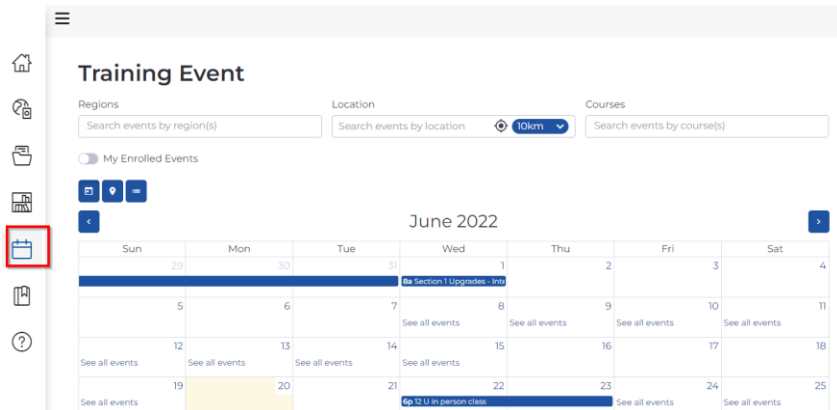 Training Event
Regions Location Courses
Search events by region(s) Search events by location 10km Search events by course(s)
My Enrolled Events
June 2022
Sun Mon Tue Wed Thu Fri Sat
29 30 31 1 2 3 4
8a Section 1 Upgrades - Inte
5 6 7 8 9 10 11
See all events See all events See all events See all events
12 13 14 15 16 17 18
See all events See all events See all events See all events
19 20 21 22 23 24 25
See all events 6p 12 U in person class See all events See all events